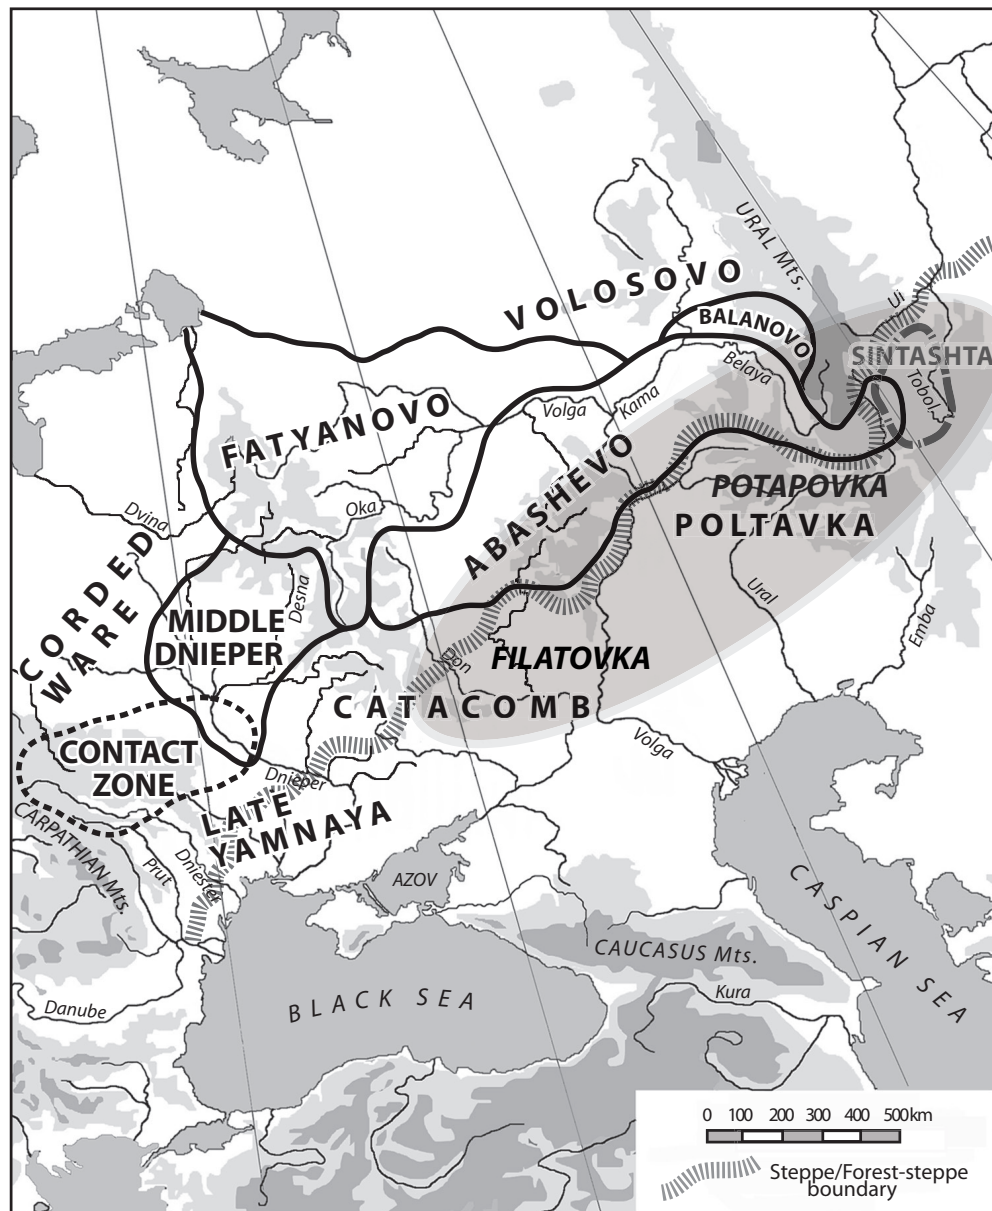 URAL Mts.
VOLOSOVO
BALANOVO
Ui
SINTASHTA
Belaya
Tobol
FATYANOVO
Volga
Kama
ABASHEVO
POTAPOVKA
POLTAVKA
Dvina
Oka
CORDED
WARE
Desna
MIDDLE
DNIEPER
Ural
Emba
Don
FILATOVKA
CATACOMB
Volga
CONTACT
ZONE
Dnieper
LATE
YAMNAYA
CARPATHIAN Mts.
Prut
Dniester
AZOV
CASPIAN SEA
CAUCASUS Mts.
Kura
Danube
BLACK SEA
0 100 200 300 400 500 km
Steppe/Forest-steppe
boundary